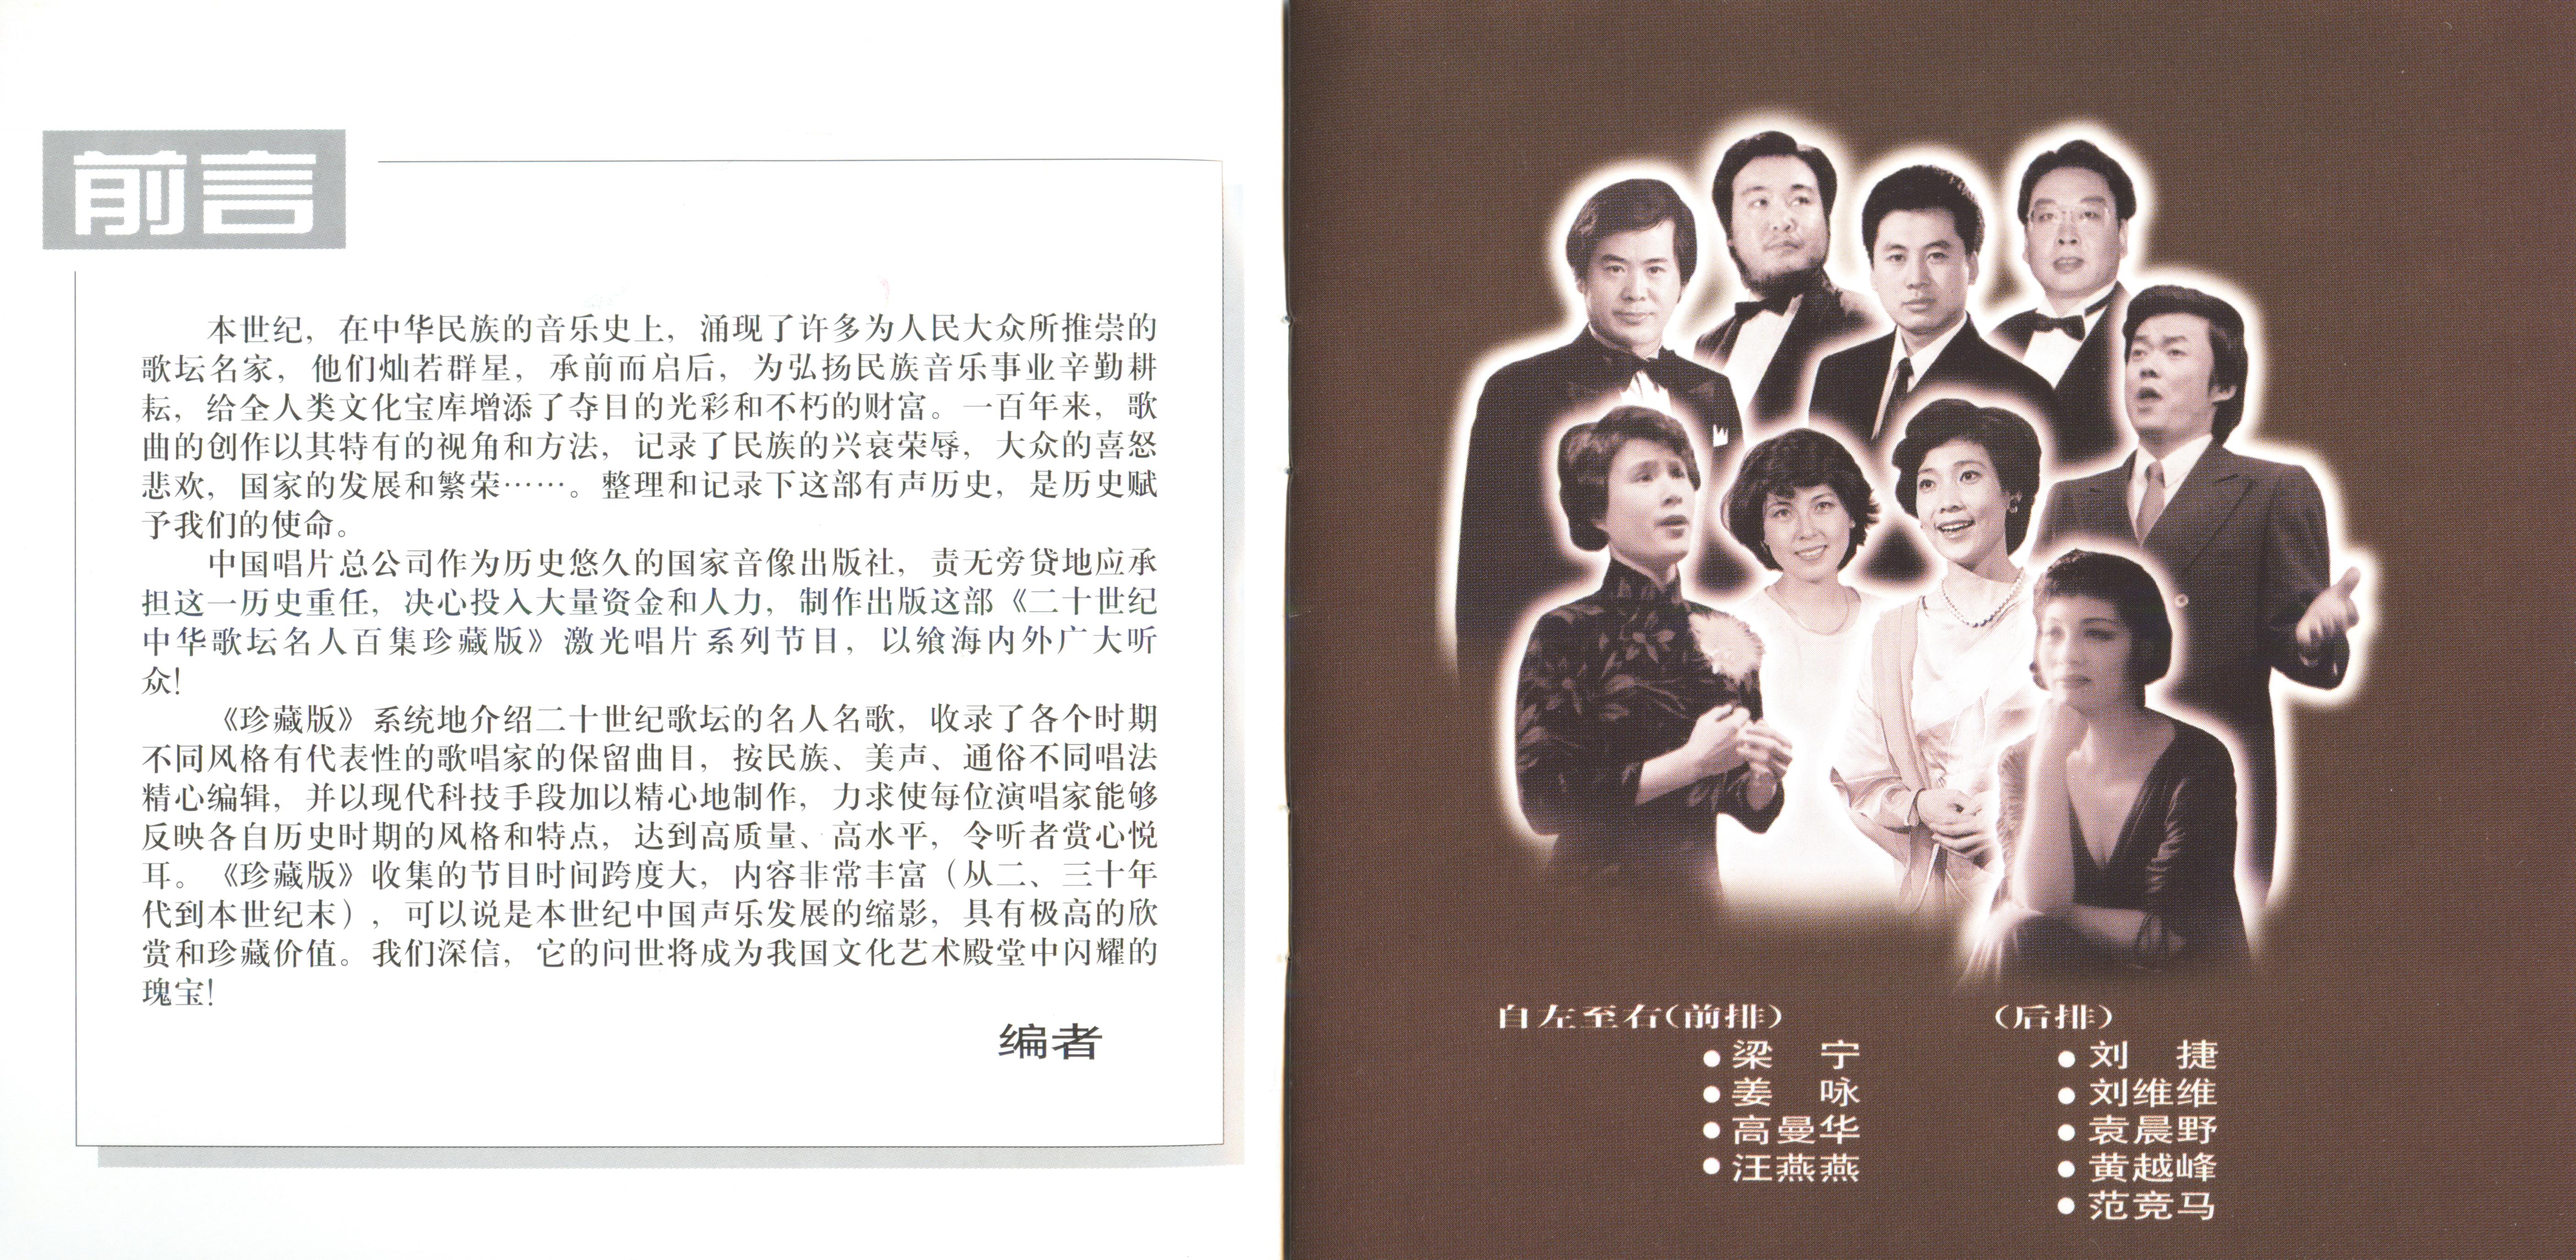 前言
本世纪，在中华民族的音乐史上，涌现了许多为人民大众所推崇的
歌坛名家，他们灿若群星，承前而启后，为弘扬民族音乐事业辛勤耕
耘，给全人类文化宝库增添了夺目的光彩和不朽的财富。一百年来，歌
曲的创作以其特有的视角和方法，记录了民族的兴衰荣辱，大众的喜怒
悲欢，国家的发展和繁荣……。整理和记录下这部有声历史，是历史赋
予我们的使命。
中国唱片总公司作为历史悠久的国家音像出版社，责无旁贷地应承
担这一历史重任，决心投入大量资金和人力，制作出版这部《二十世纪
中华歌坛名人百集珍藏版》激光唱片系列节目，以飨海内外广大听
众！
《珍藏版》系统地介绍二十世纪歌坛的名人名歌，收录了各个时期
不同风格有代表性的歌唱家的保留曲目，按民族、美声、通俗不同唱法
精心编辑，并以现代科技手段加以精心地制作，力求使每位演唱家能够
反映各自历史时期的风格和特点，达到高质量、高水平，令听者赏心悦
耳。《珍藏版》收集的节目时间跨度大，内容非常丰富（从二、三十年
代到本世纪末），可以说是本世纪中国声乐发展的缩影，具有极高的欣
赏和珍藏价值。我们深信，它的问世将成为我国文化艺术殿堂中闪耀的
瑰宝！
编者
自左至右（前排）
●梁　宁
●姜　咏
●高曼华
●汪燕燕
（后排）
●刘　捷
●刘维维
●袁晨野
●黄越峰
●范竞马